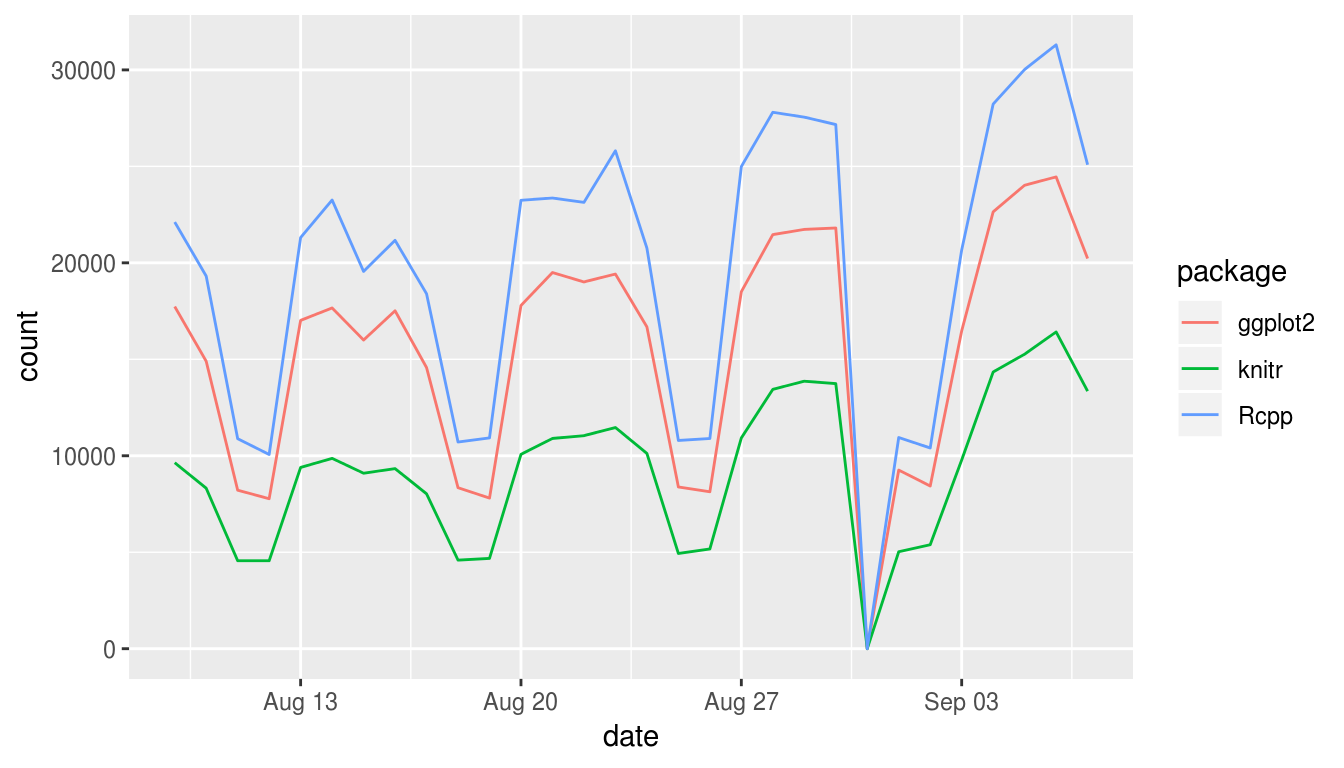 30000
20000
10000
0
count
Aug 13
Aug 20
Aug 27
Sep 03
date
package
ggplot2
knitr
Rcpp